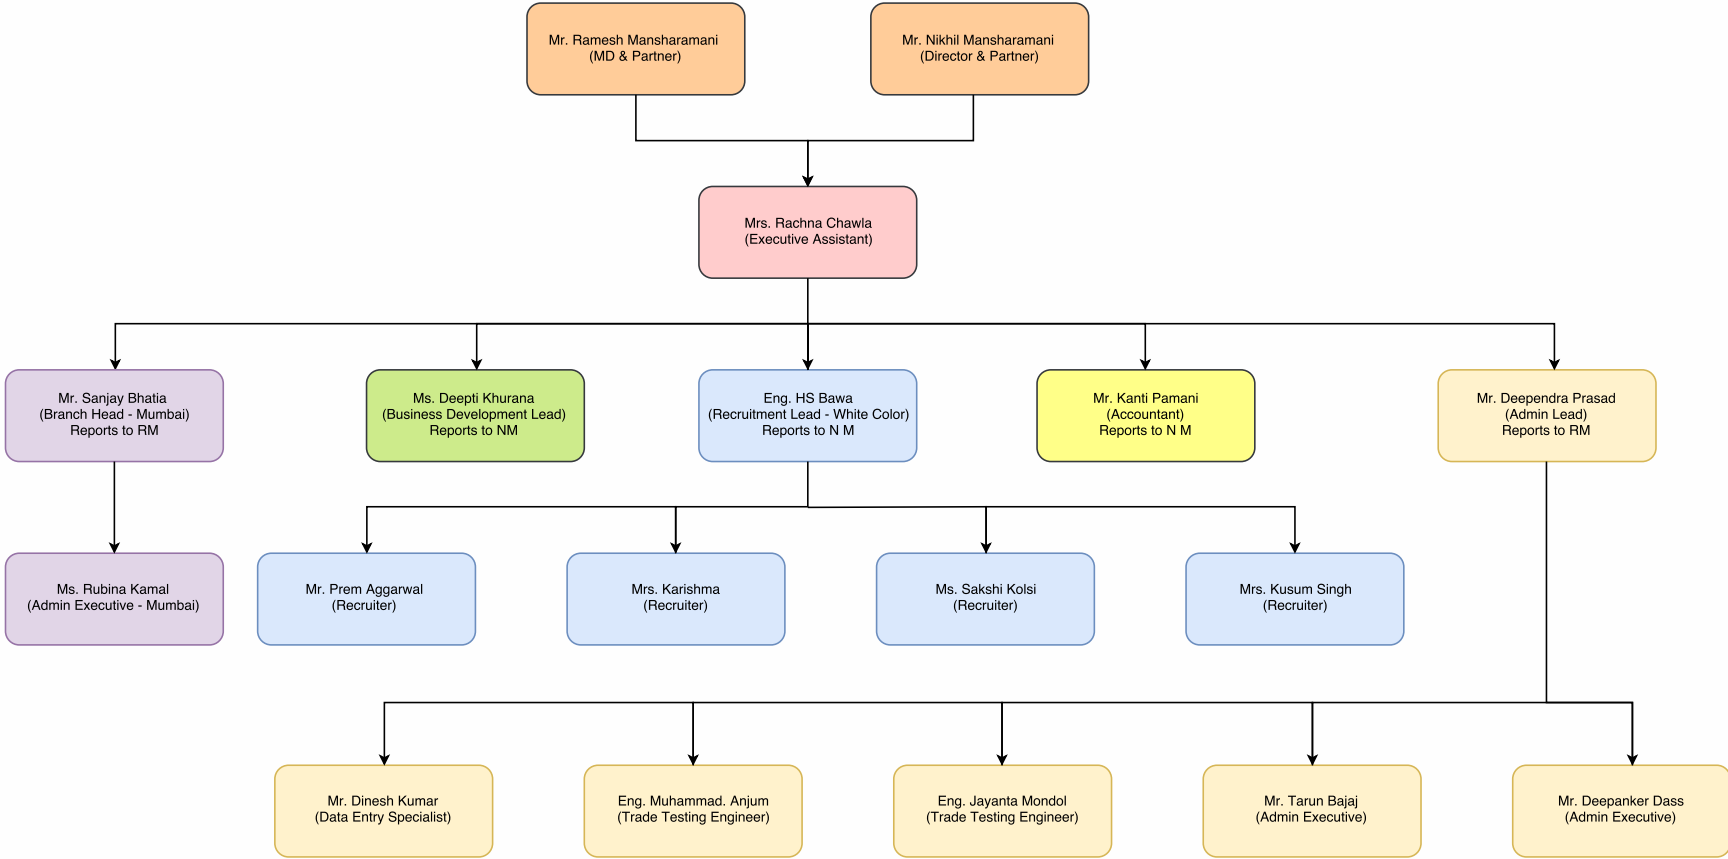 Mr. Ramesh Mansharamani
(MD & Partner)
Mr. Nikhil Mansharamani
(Director & Partner)
Mrs. Rachna Chawla
(Executive Assistant)
Mr. Sanjay Bhatia
(Branch Head - Mumbai)
Reports to RM
Ms. Deepti Khurana
(Business Development Lead)
Reports to NM
Eng. HS Bawa
(Recruitment Lead - White Color)
Reports to N M
Mr. Kanti Pamani
(Accountant)
Reports to N M
Mr. Deependra Prasad
(Admin Lead)
Reports to RM
Ms. Rubina Kamal
(Admin Executive - Mumbai)
Mr. Prem Aggarwal
(Recruiter)
Mrs. Karishma
(Recruiter)
Ms. Sakshi Kolsi
(Recruiter)
Mrs. Kusum Singh
(Recruiter)
Mr. Dinesh Kumar
(Data Entry Specialist)
Eng. Muhammad. Anjum
(Trade Testing Engineer)
Eng. Jayanta Mondol
(Trade Testing Engineer)
Mr. Tarun Bajaj
(Admin Executive)
Mr. Deepanker Dass
(Admin Executive)